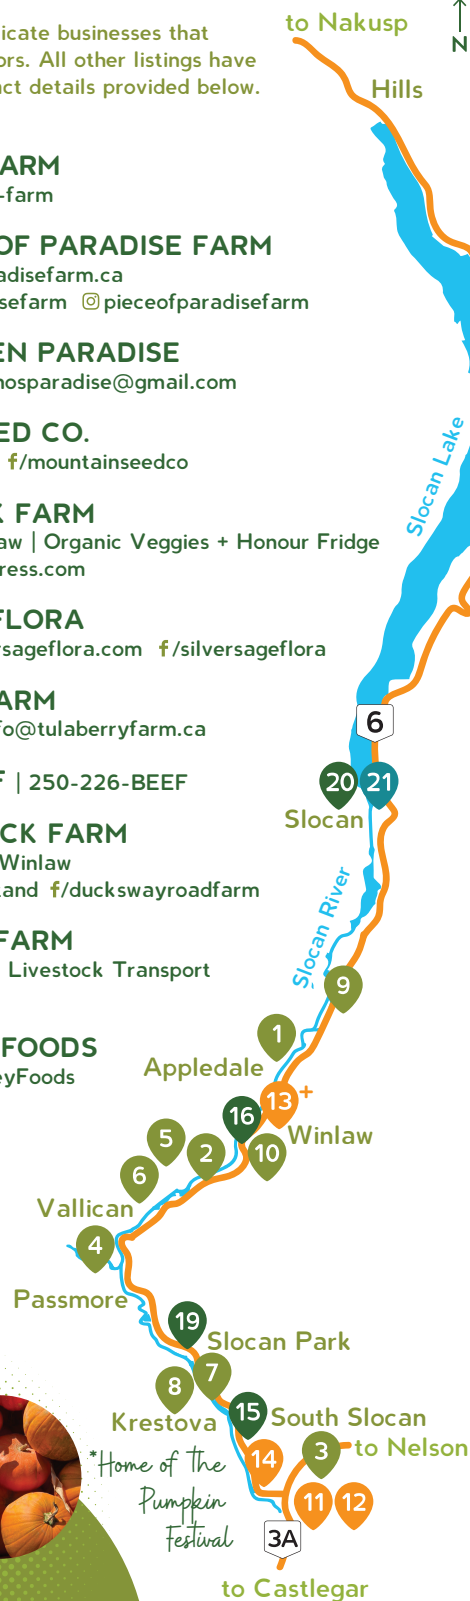 to Nakusp
N
icate businesses that
ors. All other listings have
act details provided below.
Hills
ARM
-farm
OF PARADISE FARM
adisefarm.ca
sefarm pieceofparadisefarm
EN PARADISE
nosparadise@gmail.com
ED CO.
f/mountainseedco
Slocan Lake
K FARM
aw | Organic Veggies + Honour Fridge
ress.com
FLORA
rsageflora.com f/silversageflora
ARM
fo@tulaberryfarm.ca
6
F | 250-226-BEEF
20 21
Slocan
CK FARM
Winlaw
Land f/duckswayroadfarm
Slocan River
FARM
Livestock Transport
9
1
FOODS
eyFoods
Appledale
13+
16
Winlaw
5
2
10
6
Vallican
4
Passmore
19
Slocan Park
7
8
Krestova
15
South Slocan
*Home of the
Pumpkin
Festival
14
3
to Nelson
11 12
3A
to Castlegar